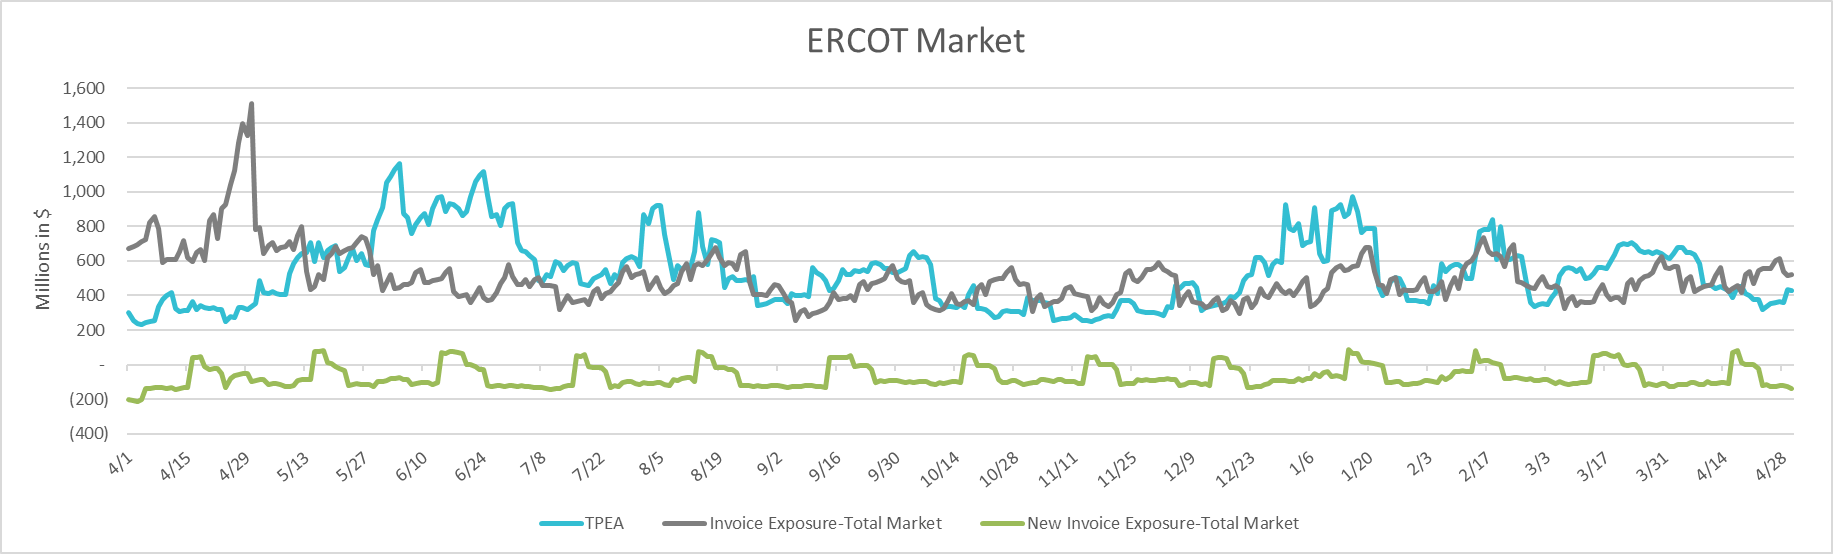 ERCOT Market
Millions in $
1,600
1,400
1,200
1,000
800
600
400
200
-
(200)
(400)
4/1 4/15 4/29 5/13 5/27 6/10 6/24 7/8 7/22 8/5 8/19 9/2 9/16 9/30 10/14 10/28 11/11 11/25 12/9 12/23 1/6 1/20 2/3 2/17 3/3 3/17 3/31 4/14 4/28
TPEA Invoice Exposure-Total Market New Invoice Exposure-Total Market